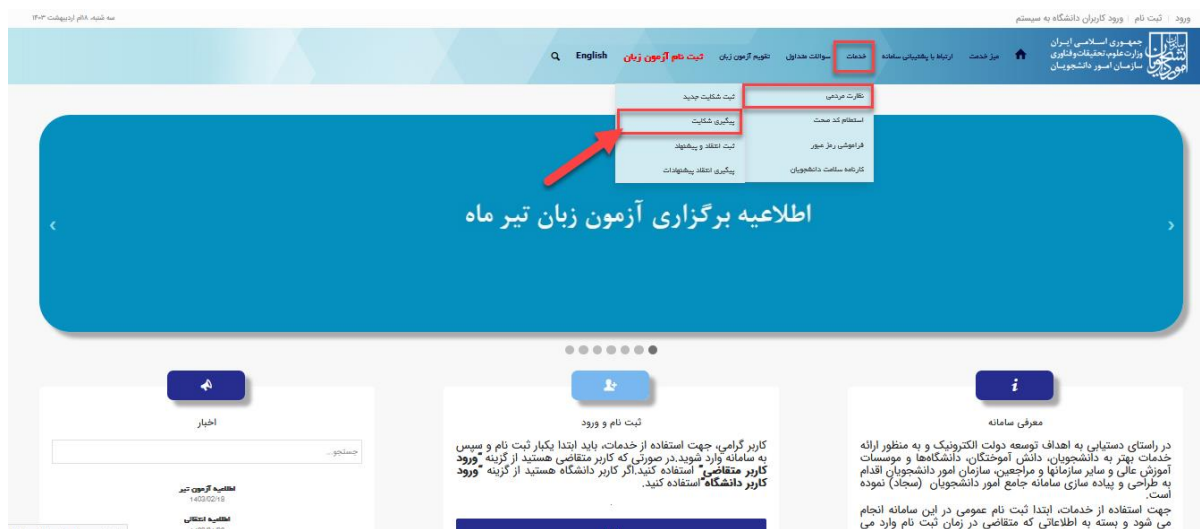 ورود | ثبت نام | ورود کاربران دانشگاه به سیستم
سه شنبه، ۱۸ام اردیبهشت ۱۴۰۳
سازمان امور دانشجویان
جمهوری اسلامی ایران
وزارت علوم، تحقیقات و فناوری
سازمان امور دانشجویان
میز خدمت
ارتباط با پشتیبانی سامانه
خدمات
سوالات متداول
تقویم آزمون زبان
ثبت نام آزمون زبان
English
نظارت مردمی
استعلام کد صحت
فراموشی رمز عبور
کارنامه سلامت دانشجویان
ثبت شکایت جدید
پیگیری شکایت
ثبت انتقاد و پیشنهاد
پیگیری انتقاد پیشنهادات
اطلاعیه برگزاری آزمون زبان تیر ماه
معرفی سامانه
در راستای دستیابی به اهداف توسعه دولت الکترونیک و به منظور ارائه
خدمات بهتر به دانشجویان، دانش آموختگان، دانشگاه‌ها و موسسات
آموزش عالی و سایر سازمانها و مراجعین، سازمان امور دانشجویان اقدام
به طراحی و پیاده سازی سامانه جامع امور دانشجویان (سجاد) نموده
است.
جهت استفاده از خدمات، ابتدا ثبت نام عمومی در این سامانه انجام
می شود و بسته به اطلاعاتی که متقاضی در زمان ثبت نام وارد می
ثبت نام و ورود
کاربر گرامی، جهت استفاده از خدمات، باید ابتدا یکبار ثبت نام و سپس
به سامانه وارد شوید.در صورتی که کاربر متقاضی هستید از گزینه "ورود
کاربر متقاضی" استفاده کنید.اگر کاربر دانشگاه هستید از گزینه "ورود
کاربر دانشگاه"استفاده کنید.
.
اخبار
جستجو...
اطلاعیه آزمون تیر
1403/02/18
اطلاعیه انتقالی